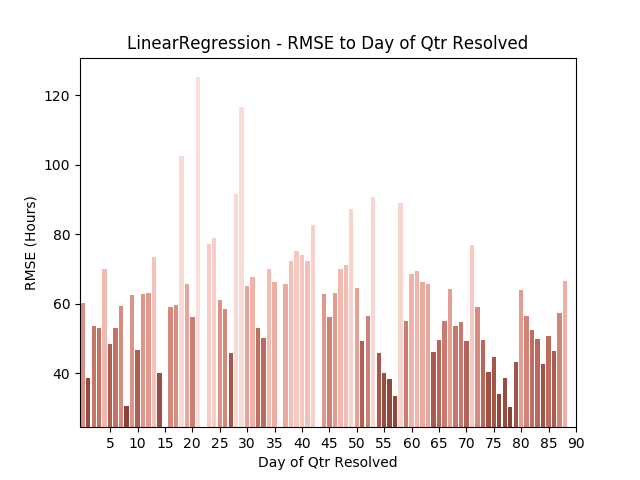 LinearRegression - RMSE to Day of Qtr Resolved
120
100
80
60
40
RMSE (Hours)
5 10 15 20 25 30 35 40 45 50 55 60 65 70 75 80 85 90
Day of Qtr Resolved